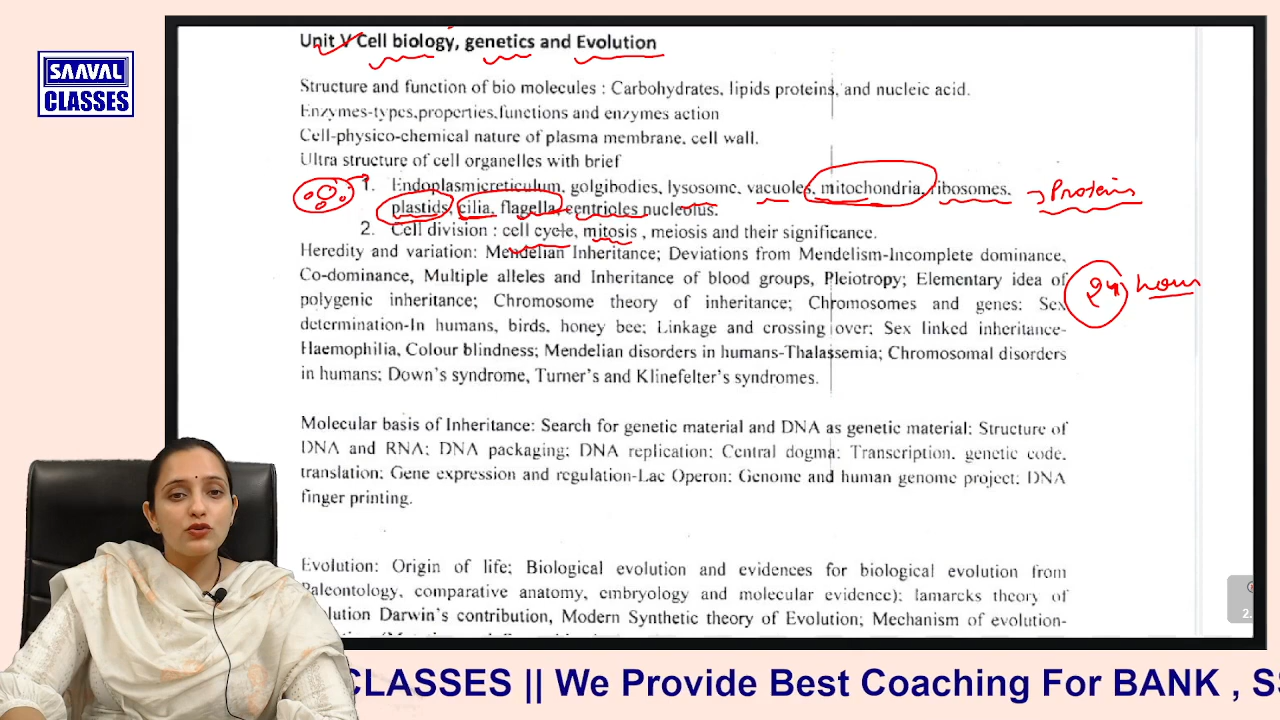 SAAVAL
CLASSES
Unit V Cell biology, genetics and Evolution
Structure and function of bio molecules : Carbohydrates, lipids proteins, and nucleic acid.
Enzymes-types,properties,functions and enzymes action
Cell-physico-chemical nature of plasma membrane, cell wall.
Ultra structure of cell organelles with brief
1. Endoplasmicreticulum, golgibodies, lysosome, vacuoles, mitochondria, ribosomes, Proteins
plastids, cilia, flagella centrioles nucleolus.
2. Cell division : cell cycle, mitosis , meiosis and their significance.
Heredity and variation: Mendelian Inheritance; Deviations from Mendelism-Incomplete dominance,
Co-dominance, Multiple alleles and Inheritance of blood groups, Pleiotropy; Elementary idea of
24 hour
polygenic inheritance; Chromosome theory of inheritance; Chromosomes and genes: Sex
determination-In humans, birds, honey bee; Linkage and crossing over; Sex linked inheritance-
Haemophilia, Colour blindness; Mendelian disorders in humans-Thalassemia; Chromosomal disorders
in humans; Down's syndrome, Turner's and Klinefelter's syndromes.
Molecular basis of Inheritance: Search for genetic material and DNA as genetic material; Structure of
DNA and RNA; DNA packaging; DNA replication; Central dogma: Transcription, genetic code,
translation; Gene expression and regulation-Lac Operon; Genome and human genome project; DNA
finger printing.
Evolution: Origin of life; Biological evolution and evidences for biological evolution from
Paleontology, comparative anatomy, embryology and molecular evidence); lamarcks theory of
lution Darwin's contribution, Modern Synthetic theory of Evolution; Mechanism of evolution-
2.
CLASSES || We Provide Best Coaching For BANK , SS